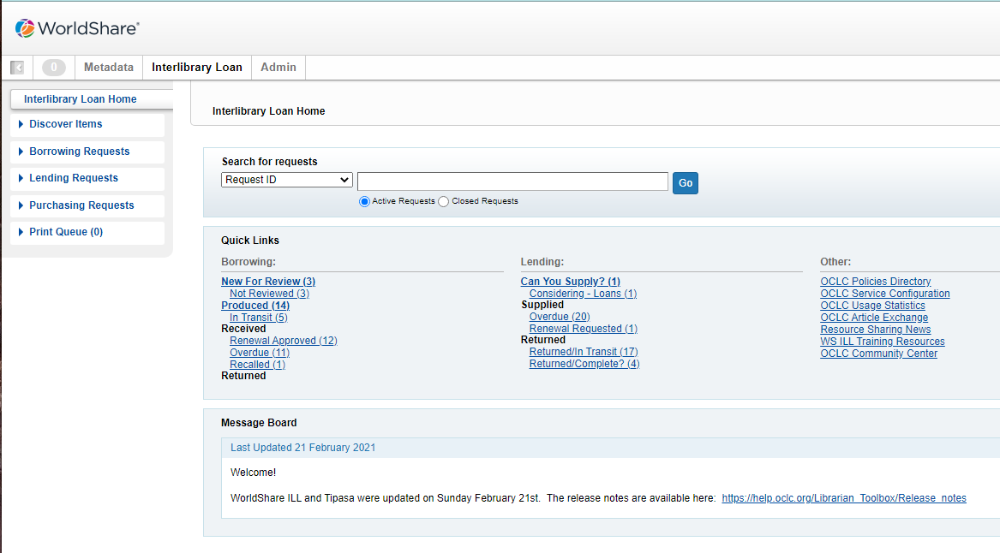 WorldShare®
0
Metadata
Interlibrary Loan
Admin
Interlibrary Loan Home
Discover Items
Borrowing Requests
Lending Requests
Purchasing Requests
Print Queue (0)
Interlibrary Loan Home
Search for requests
Request ID
Go
Active Requests
Closed Requests
Quick Links
Borrowing:
New For Review (3)
Not Reviewed (3)
Produced (14)
In Transit (5)
Received
Renewal Approved (12)
Overdue (11)
Recalled (1)
Returned
Lending:
Can You Supply? (1)
Considering - Loans (1)
Supplied
Overdue (20)
Renewal Requested (1)
Returned
Returned/In Transit (17)
Returned/Complete? (4)
Other:
OCLC Policies Directory
OCLC Service Configuration
OCLC Usage Statistics
OCLC Article Exchange
Resource Sharing News
WS ILL Training Resources
OCLC Community Center
Message Board
Last Updated 21 February 2021
Welcome!
WorldShare ILL and Tipasa were updated on Sunday February 21st. The release notes are available here: https://help.oclc.org/Librarian_Toolbox/Release_notes